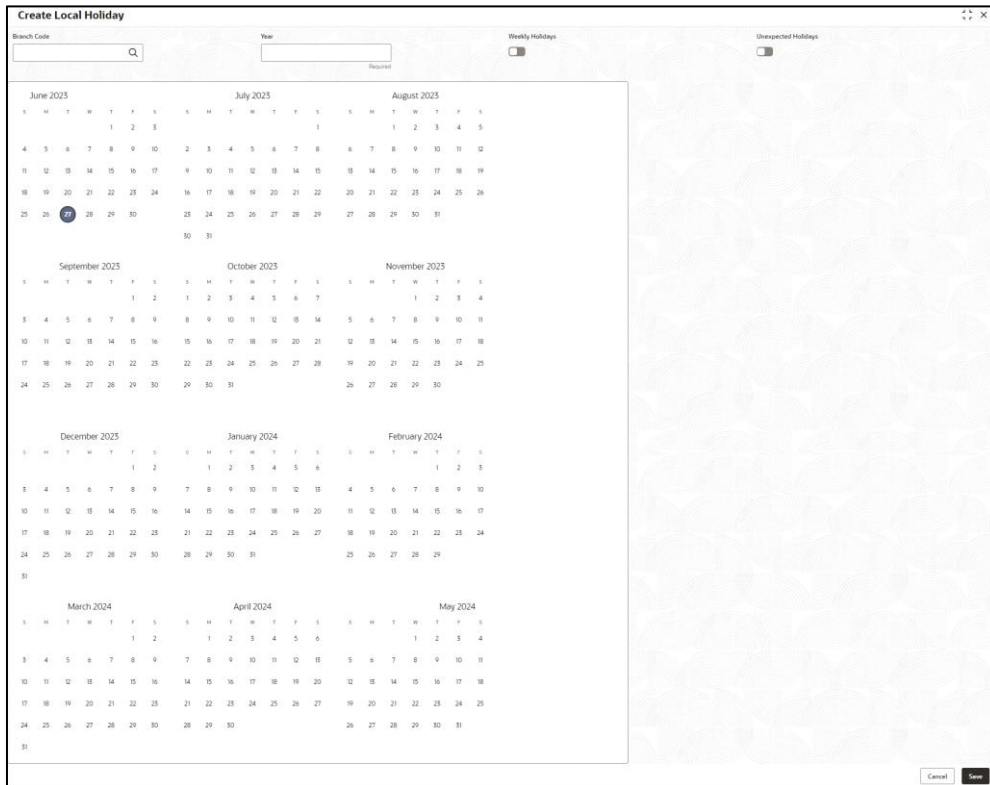 Create Local Holiday
Branch Code Year Weekly Holidays Unexpected Holidays
Required
June 2023 July 2023 August 2023
S M T W T F S S M T W T F S S M T W T F S
1 2 3 1 1 2 3 4 5
4 5 6 7 8 9 10 2 3 4 5 6 7 8 6 7 8 9 10 11 12
11 12 13 14 15 16 17 9 10 11 12 13 14 15 13 14 15 16 17 18 19
18 19 20 21 22 23 24 16 17 18 19 20 21 22 20 21 22 23 24 25 26
25 26 27 28 29 30 23 24 25 26 27 28 29 27 28 29 30 31
30 31
September 2023 October 2023 November 2023
S M T W T F S S M T W T F S S M T W T F S
1 2 1 2 3 4 5 6 7 1 2 3 4
3 4 5 6 7 8 9 8 9 10 11 12 13 14 5 6 7 8 9 10 11
10 11 12 13 14 15 16 15 16 17 18 19 20 21 12 13 14 15 16 17 18
17 18 19 20 21 22 23 22 23 24 25 26 27 28 19 20 21 22 23 24 25
24 25 26 27 28 29 30 29 30 31 26 27 28 29 30
December 2023 January 2024 February 2024
S M T W T F S S M T W T F S S M T W T F S
1 2 1 2 3 4 5 6 1 2 3
3 4 5 6 7 8 9 7 8 9 10 11 12 13 4 5 6 7 8 9 10
10 11 12 13 14 15 16 14 15 16 17 18 19 20 11 12 13 14 15 16 17
17 18 19 20 21 22 23 21 22 23 24 25 26 27 18 19 20 21 22 23 24
24 25 26 27 28 29 30 28 29 30 31 25 26 27 28 29
31
March 2024 April 2024 May 2024
S M T W T F S S M T W T F S S M T W T F S
1 2 1 2 3 4 5 6 1 2 3 4
3 4 5 6 7 8 9 7 8 9 10 11 12 13 5 6 7 8 9 10 11
10 11 12 13 14 15 16 14 15 16 17 18 19 20 12 13 14 15 16 17 18
17 18 19 20 21 22 23 21 22 23 24 25 26 27 19 20 21 22 23 24 25
24 25 26 27 28 29 30 28 29 30 26 27 28 29 30 31
31
Cancel Save